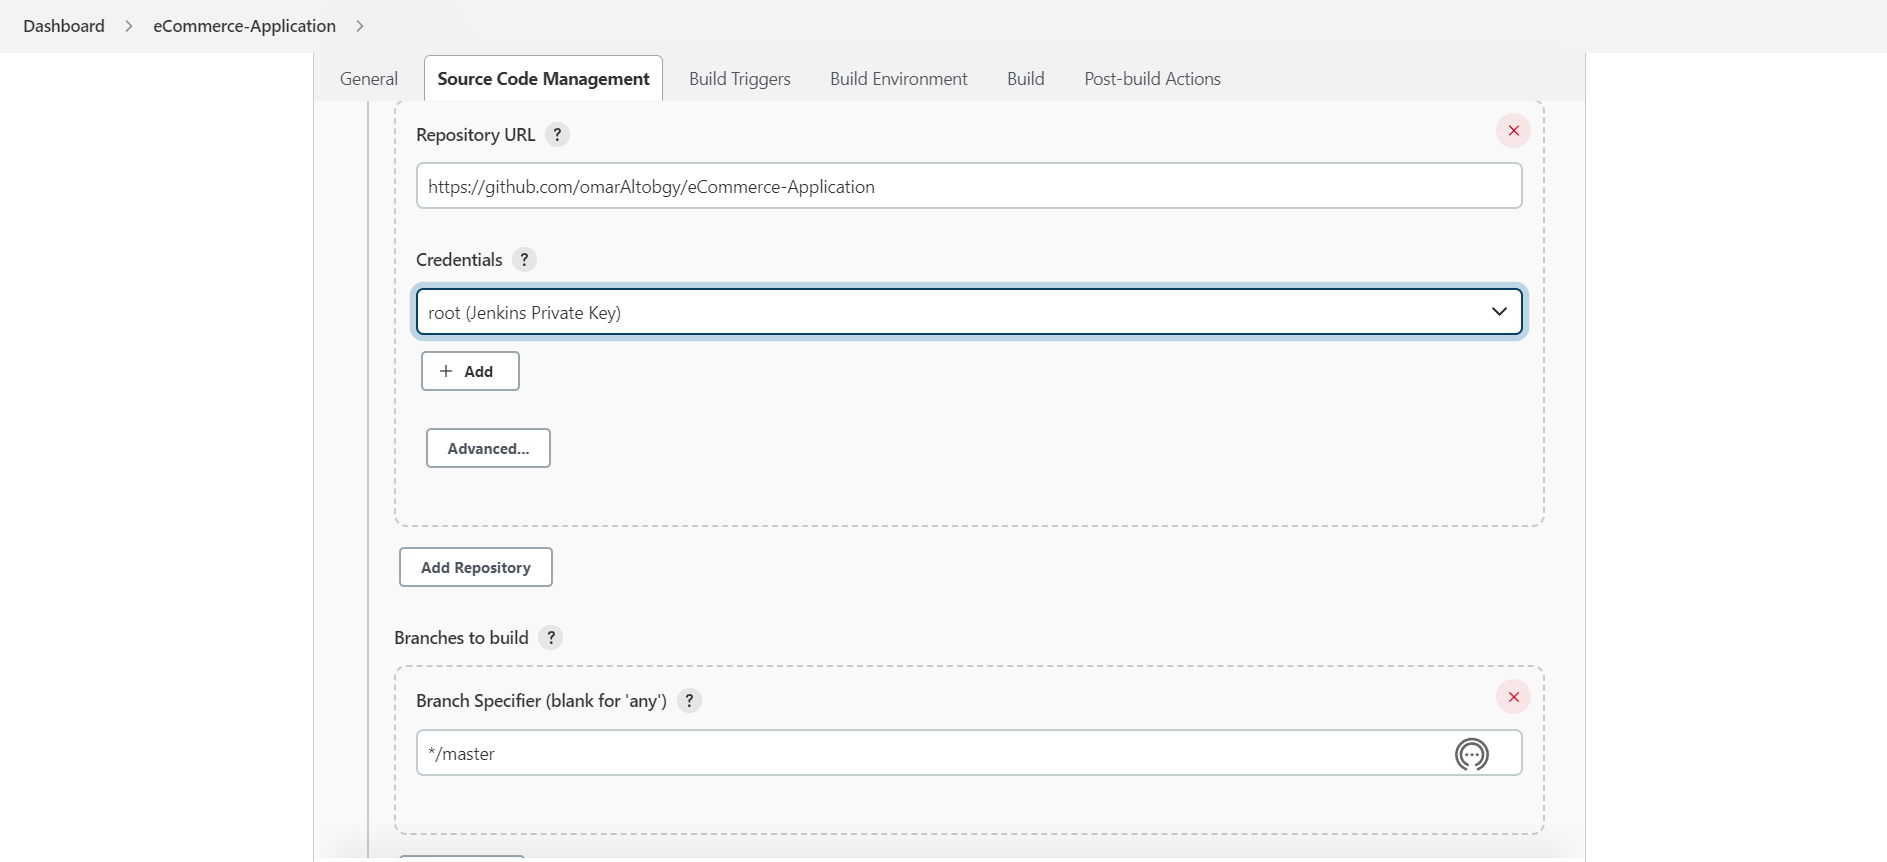 Dashboard > eCommerce-Application >
General Source Code Management Build Triggers Build Environment Build Post-build Actions
Repository URL ?
https://github.com/omarAltobgy/eCommerce-Application
Credentials ?
root (Jenkins Private Key)
+ Add
Advanced...
Add Repository
Branches to build ?
Branch Specifier (blank for 'any') ?
*/master